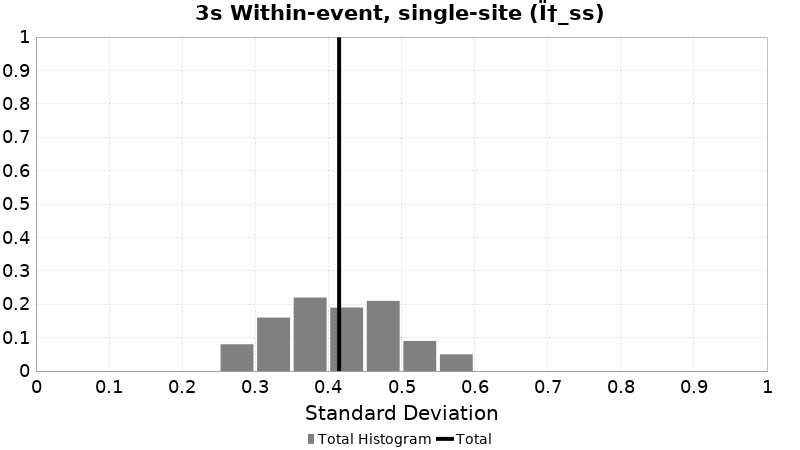 3s Within-event, single-site (Ï†_ss)
1
0.9
0.8
0.7
0.6
0.5
0.4
0.3
0.2
0.1
0
0 0.1 0.2 0.3 0.4 0.5 0.6 0.7 0.8 0.9 1
Standard Deviation
Total Histogram Total